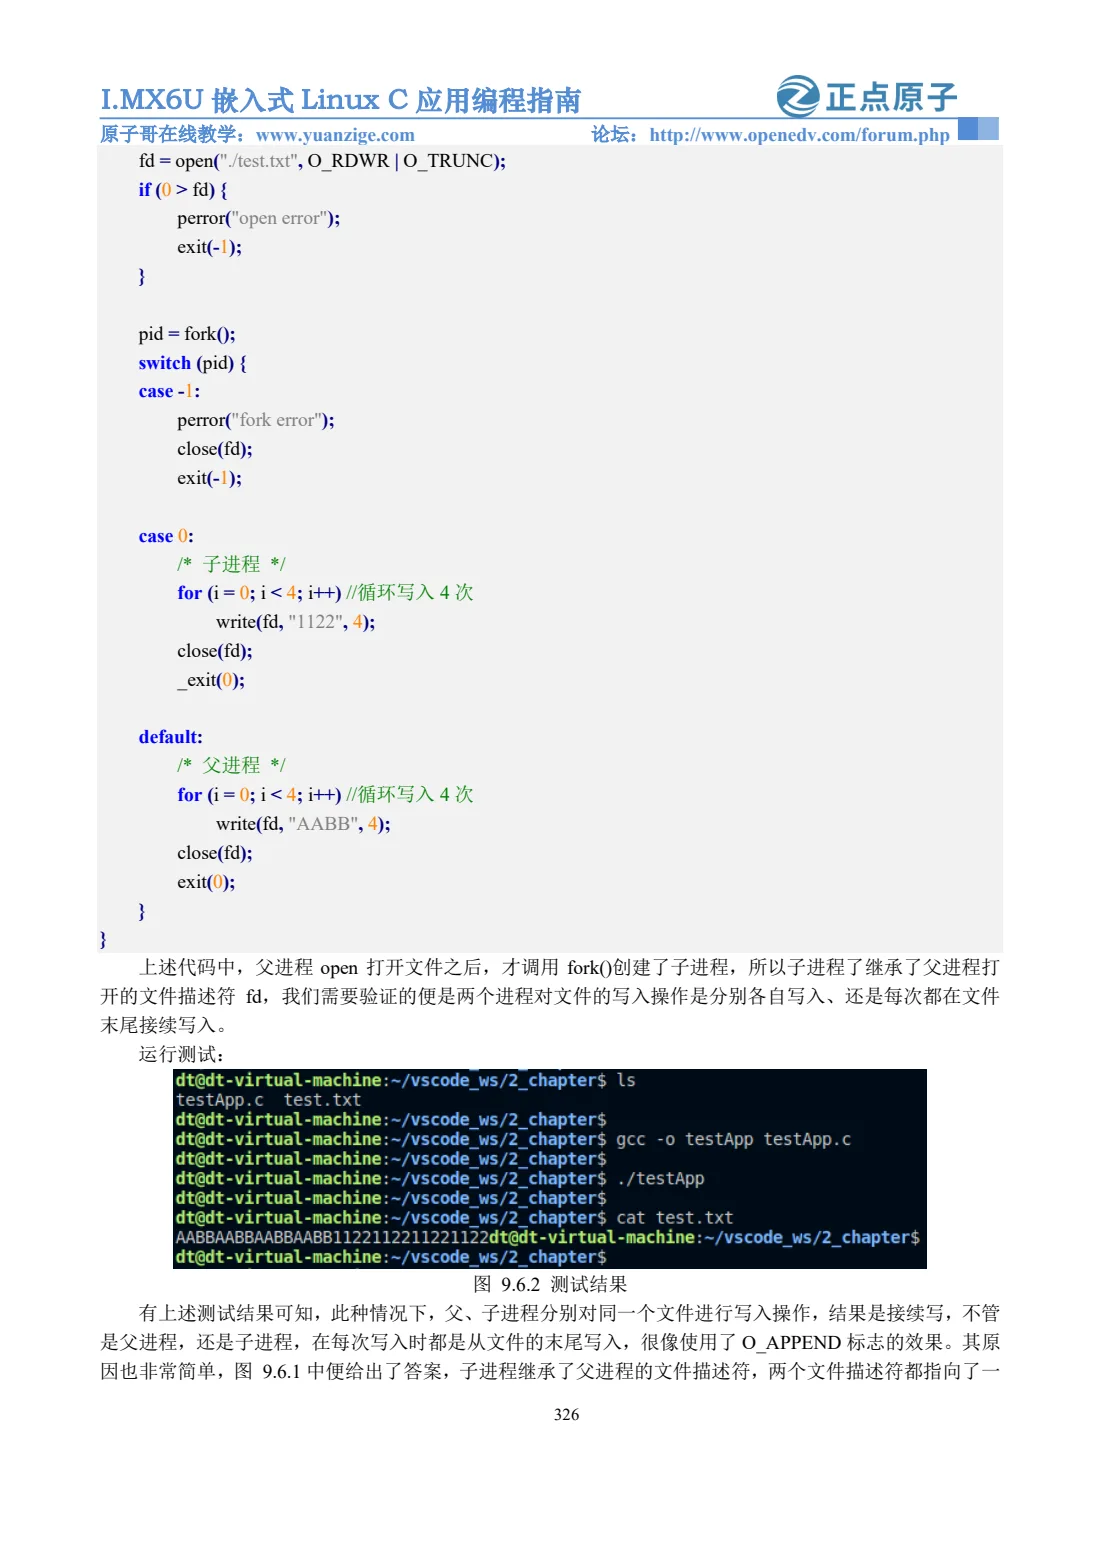 I.MX6U 嵌入式 Linux C 应用编程指南
正点原子
原子哥在线教学：www.yuanzige.com 论坛：http://www.openedv.com/forum.php
fd = open("./test.txt", O_RDWR | O_TRUNC);
if (0 > fd) {
perror("open error");
exit(-1);
}
pid = fork();
switch (pid) {
case -1:
perror("fork error");
close(fd);
exit(-1);
case 0:
/* 子进程 */
for (i = 0; i < 4; i++) //循环写入 4 次
write(fd, "1122", 4);
close(fd);
_exit(0);
default:
/* 父进程 */
for (i = 0; i < 4; i++) //循环写入 4 次
write(fd, "AABB", 4);
close(fd);
exit(0);
}
}
上述代码中，父进程 open 打开文件之后，才调用 fork()创建了子进程，所以子进程了继承了父进程打
开的文件描述符 fd，我们需要验证的便是两个进程对文件的写入操作是分别各自写入、还是每次都在文件
末尾接续写入。
运行测试：
dt@dt-virtual-machine:~/vscode_ws/2_chapter$ ls
testApp.c  test.txt
dt@dt-virtual-machine:~/vscode_ws/2_chapter$
dt@dt-virtual-machine:~/vscode_ws/2_chapter$ gcc -o testApp testApp.c
dt@dt-virtual-machine:~/vscode_ws/2_chapter$
dt@dt-virtual-machine:~/vscode_ws/2_chapter$ ./testApp
dt@dt-virtual-machine:~/vscode_ws/2_chapter$
dt@dt-virtual-machine:~/vscode_ws/2_chapter$ cat test.txt
AABBAABBAABBAABB1122112211221122dt@dt-virtual-machine:~/vscode_ws/2_chapter$
dt@dt-virtual-machine:~/vscode_ws/2_chapter$
图 9.6.2 测试结果
有上述测试结果可知，此种情况下，父、子进程分别对同一个文件进行写入操作，结果是接续写，不管
是父进程，还是子进程，在每次写入时都是从文件的末尾写入，很像使用了 O_APPEND 标志的效果。其原
因也非常简单，图 9.6.1 中便给出了答案，子进程继承了父进程的文件描述符，两个文件描述符都指向了一
326